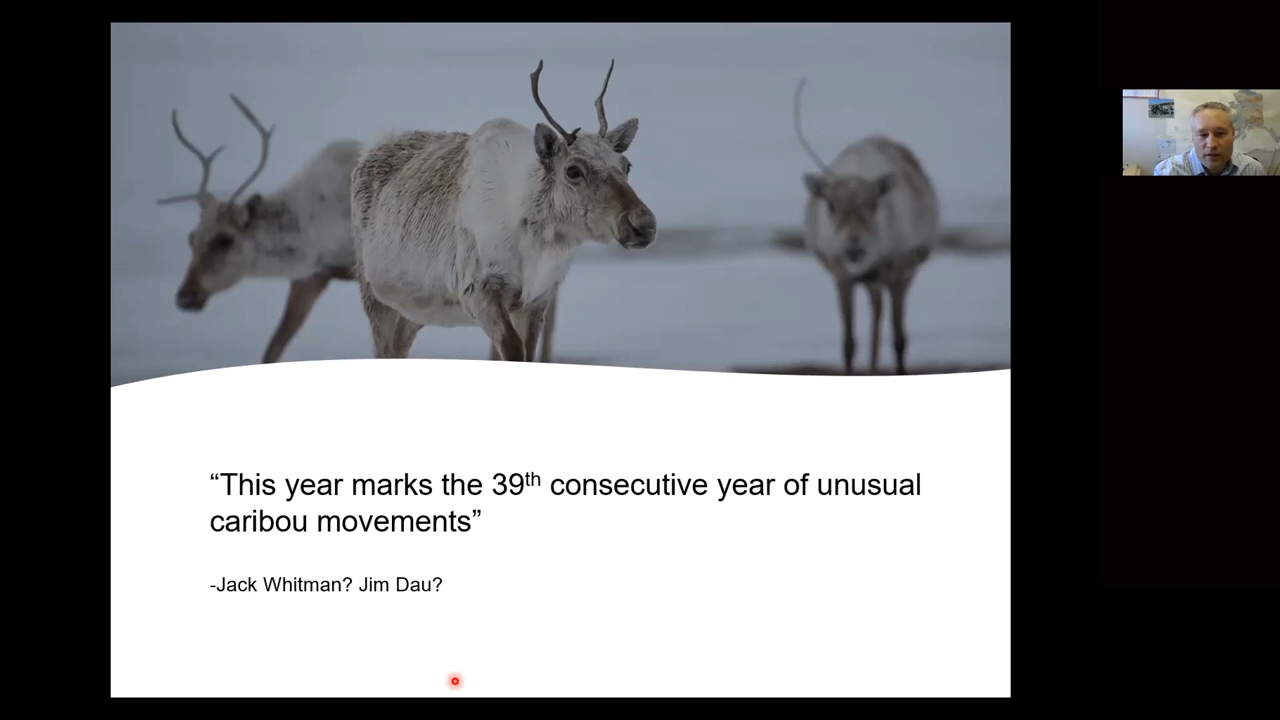 “This year marks the 39th consecutive year of unusual
caribou movements”
-Jack Whitman? Jim Dau?